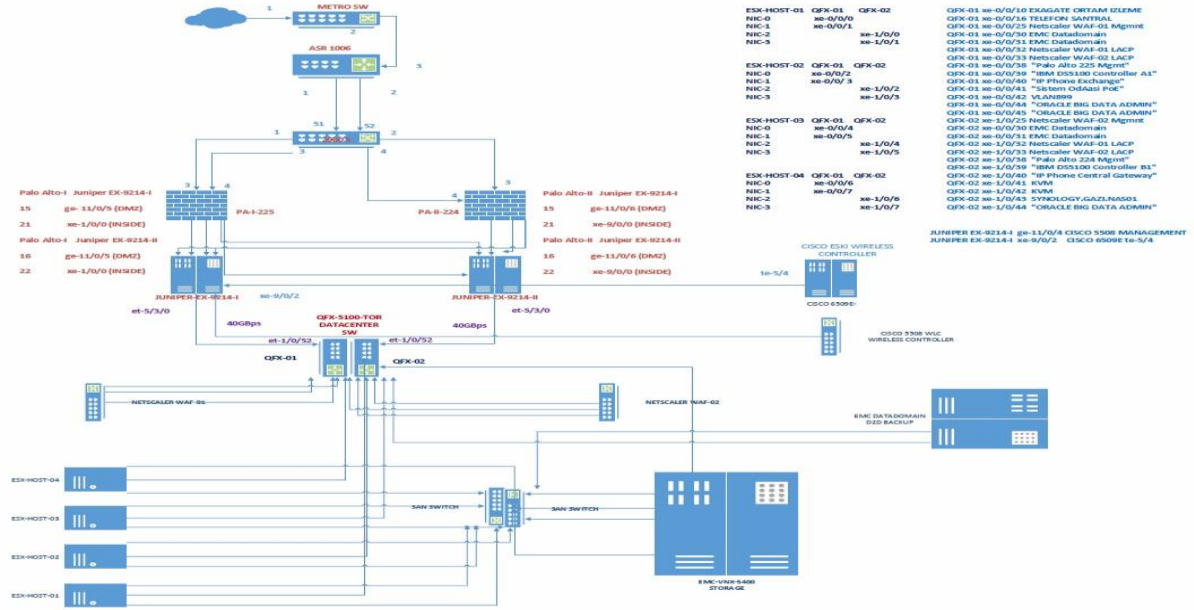 METRO SW
1
2
ASR 1006
3
1
2
51
52
1
2
3
4
3
4
3
4
Palo Alto-I Juniper EX-9214-I
15 ge-11/0/5 (DMZ)
21 xe-1/0/0 (INSIDE)
Palo Alto-I Juniper EX-9214-II
16 ge-11/0/5 (DMZ)
22 xe-1/0/0 (INSIDE)
PA-I-225
PA-II-224
Palo Alto-II Juniper EX-9214-I
15 ge-11/0/6 (DMZ)
21 xe-9/0/0 (INSIDE)
Palo Alto-II Juniper EX-9214-II
16 ge-11/0/6 (DMZ)
22 xe-9/0/0 (INSIDE)
ESX-HOST-01 QFX-01 QFX-02
NIC-0 xe-0/0/0
NIC-1 xe-0/0/1
NIC-2 xe-1/0/0
NIC-3 xe-1/0/1
ESX-HOST-02 QFX-01 QFX-02
NIC-0 xe-0/0/2
NIC-1 xe-0/0/ 3
NIC-2 xe-1/0/2
NIC-3 xe-1/0/3
ESX-HOST-03 QFX-01 QFX-02
NIC-0 xe-0/0/4
NIC-1 xe-0/0/5
NIC-2 xe-1/0/4
NIC-3 xe-1/0/5
ESX-HOST-04 QFX-01 QFX-02
NIC-0 xe-0/0/6
NIC-1 xe-0/0/7
NIC-2 xe-1/0/6
NIC-3 xe-1/0/7
QFX-01 xe-0/0/10 EXAGATE ORTAM IZLEME
QFX-01 xe-0/0/16 TELEFON SANTRAL
QFX-01 xe-0/0/25 Netscaler WAF-01 Mgmnt
QFX-01 xe-0/0/30 EMC Datadomain
QFX-01 xe-0/0/31 EMC Datadomain
QFX-01 xe-0/0/32 Netscaler WAF-01 LACP
QFX-01 xe-0/0/33 Netscaler WAF-02 LACP
QFX-01 xe-0/0/38 "Palo Alto 225 Mgmt"
QFX-01 xe-0/0/39 "IBM DS5100 Controller A1"
QFX-01 xe-0/0/40 "IP Phone Exchange"
QFX-01 xe-0/0/41 "Sistem OdAasi PoE"
QFX-01 xe-0/0/42 VLAN899
QFX-01 xe-0/0/44 "ORACLE BIG DATA ADMIN"
QFX-01 xe-0/0/45 "ORACLE BIG DATA ADMIN"
QFX-02 xe-1/0/25 Netscaler WAF-02 Mgmnt
QFX-02 xe-0/0/30 EMC Datadomain
QFX-02 xe-0/0/31 EMC Datadomain
QFX-02 xe-1/0/32 Netscaler WAF-01 LACP
QFX-02 xe-1/0/33 Netscaler WAF-02 LACP
QFX-02 xe-1/0/38 "Palo Alto 224 Mgmt"
QFX-02 xe-1/0/39 "IBM DS5100 Controller B1"
QFX-02 xe-1/0/40 "IP Phone Central Gateway"
QFX-02 xe-1/0/41 KVM
QFX-02 xe-1/0/42 KVM
QFX-02 xe-1/0/43 SYNOLOGY.GAZI.NAS01
QFX-02 xe-1/0/44 "ORACLE BIG DATA ADMIN"
JUNIPER EX-9214-I ge-11/0/4 CISCO 5508 MANAGEMENT
JUNIPER EX-9214-I xe-9/0/2 CISCO 6509E te-5/4
CISCO ESKI WIRELESS
CONTROLLER
te-5/4
CISCO 6509E-
JUNIPER-EX-9214-I
xe-9/0/2
JUNIPER-EX-9214-II
et-5/3/0
et-5/3/0
40GBps
40GBps
QFX-5100-TOR
DATACENTER
SW
et-1/0/52
et-1/0/52
QFX-01
QFX-02
CISCO 5508 WLC
WIRELESS CONTROLLER
NETSCALER WAF-01
NETSCALER WAF-02
EMC DATADOMAIN
D2D BACKUP
ESX-HOST-04
ESX-HOST-03
ESX-HOST-02
ESX-HOST-01
SAN SWITCH
SAN SWITCH
EMC-VNX-5400
STORAGE